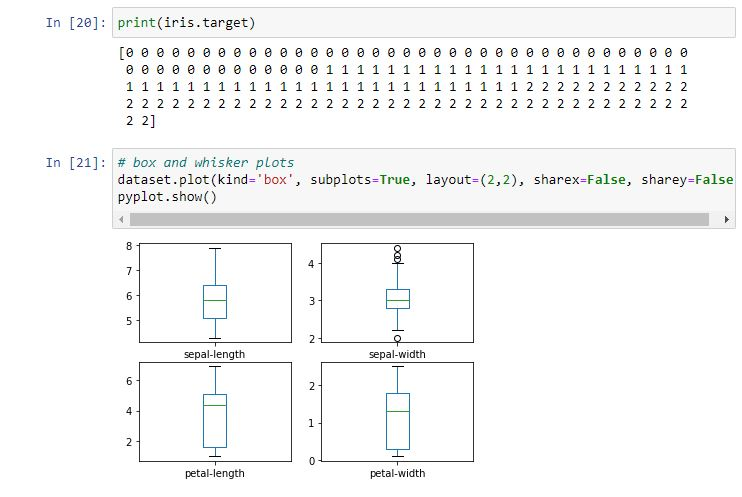 In [20]: print(iris.target)
[0 0 0 0 0 0 0 0 0 0 0 0 0 0 0 0 0 0 0 0 0 0 0 0 0 0 0 0 0 0 0 0 0 0 0 0 0
0 0 0 0 0 0 0 0 0 0 0 0 0 1 1 1 1 1 1 1 1 1 1 1 1 1 1 1 1 1 1 1 1 1 1 1 1
1 1 1 1 1 1 1 1 1 1 1 1 1 1 1 1 1 1 1 1 1 1 1 1 1 1 2 2 2 2 2 2 2 2 2 2 2
2 2 2 2 2 2 2 2 2 2 2 2 2 2 2 2 2 2 2 2 2 2 2 2 2 2 2 2 2 2 2 2 2 2 2 2 2
2 2]
In [21]: # box and whisker plots
dataset.plot(kind='box', subplots=True, layout=(2,2), sharex=False, sharey=False
pyplot.show()
8
7
6
5
sepal-length
4
3
2
sepal-width
6
4
2
petal-length
2
1
0
petal-width